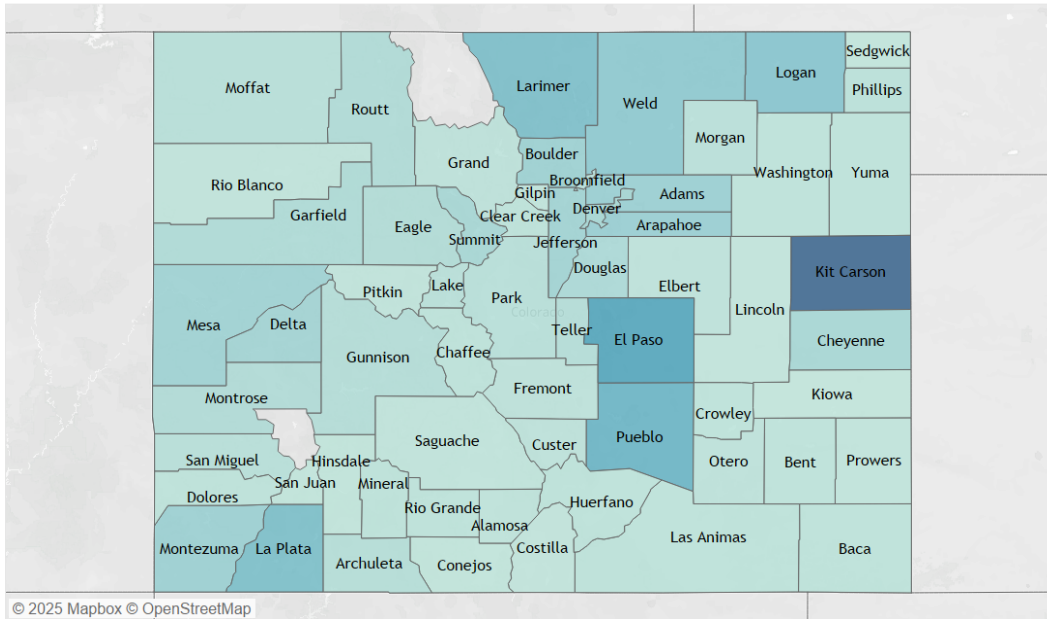 Sedgwick
Moffat
Larimer
Logan
Phillips
Weld
Routt
Morgan
Boulder
Grand
Washington
Yuma
Rio Blanco
Broomfield
Gilpin
Adams
Denver
Garfield
Clear Creek
Eagle
Arapahoe
Summit
Jefferson
Douglas
Kit Carson
Lake
Elbert
Pitkin
Park
Lincoln
Colorado
Mesa
Delta
Teller
El Paso
Cheyenne
Chaffee
Gunnison
Fremont
Kiowa
Montrose
Crowley
Pueblo
Saguache
Custer
San Miguel
Hinsdale
Otero
Bent
Prowers
San Juan
Mineral
Dolores
Huerfano
Rio Grande
Alamosa
Las Animas
Montezuma
La Plata
Costilla
Baca
Archuleta
Conejos
© 2025 Mapbox © OpenStreetMap